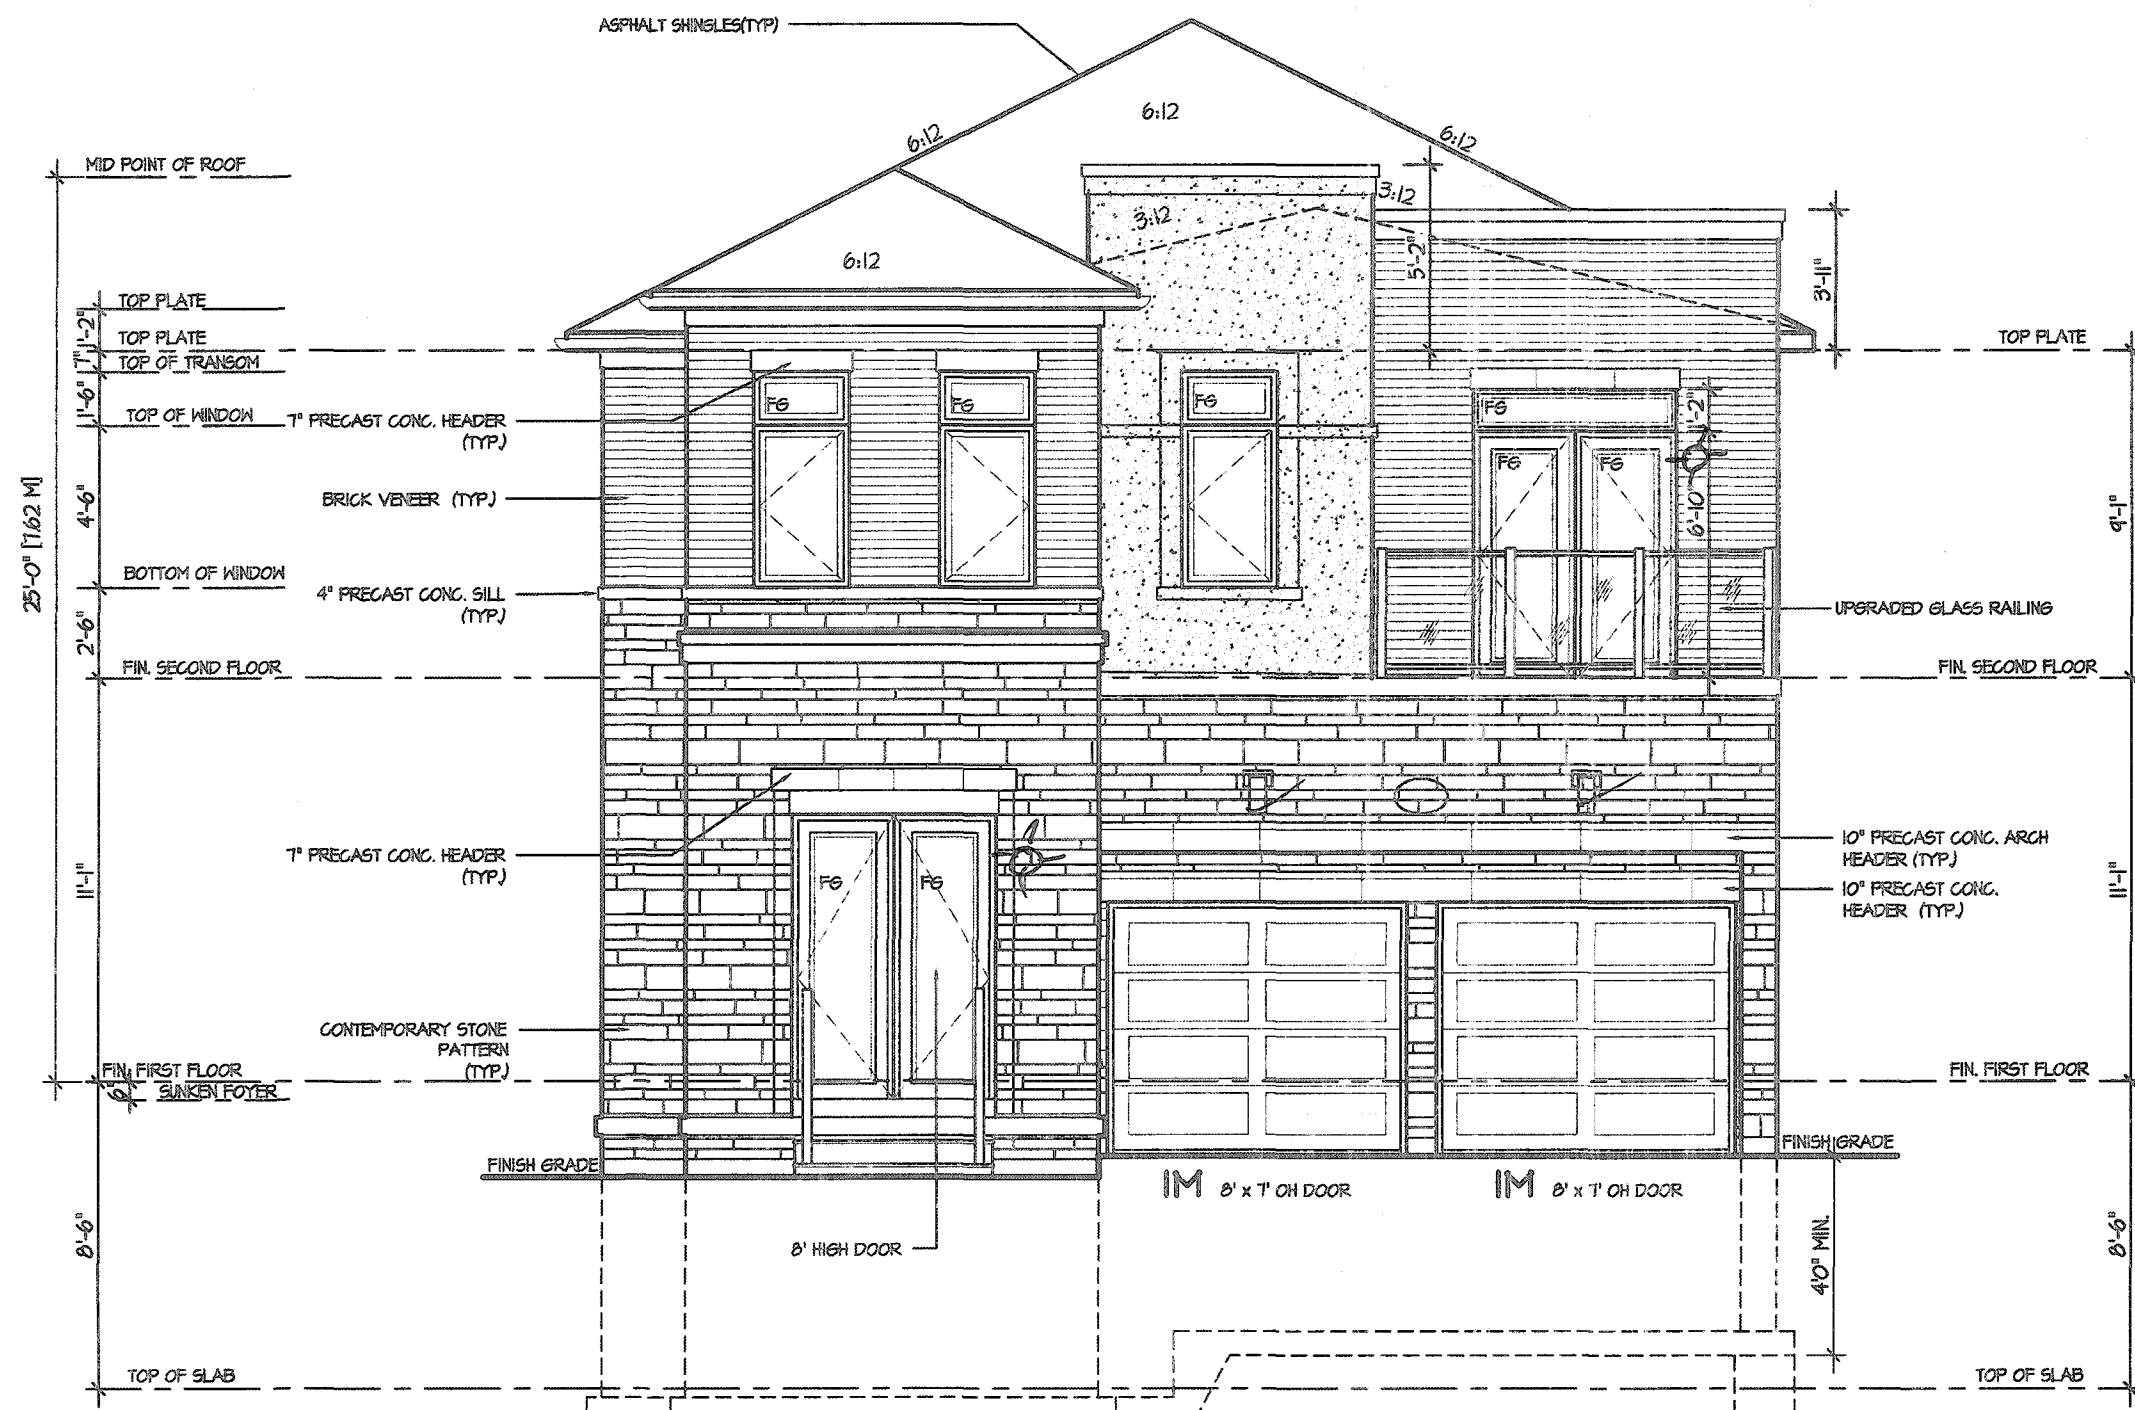 ASPHALT SHINGLES(TYP)
6:12
6:12
6:12
MID POINT OF ROOF
3:12
3:12
5'-2"
3'-11"
6:12
TOP PLATE
1'-2"
TOP PLATE
TOP PLATE
7"
TOP OF TRANSOM
1'-6"
TOP OF WINDOW
7" PRECAST CONC. HEADER
(TYP.)
FG
FG
FG
FG
1'-2"
FG
FG
25'-0" [7.62 M]
4'-6"
BRICK VENEER (TYP.)
6'-10"
9'-1"
BOTTOM OF WINDOW
4" PRECAST CONC. SILL
(TYP.)
UPGRADED GLASS RAILING
2'-6"
FIN. SECOND FLOOR
FIN. SECOND FLOOR
7" PRECAST CONC. HEADER
(TYP.)
10" PRECAST CONC. ARCH
HEADER (TYP.)
FG
FG
11'-1"
11'-1"
10" PRECAST CONC.
HEADER (TYP.)
CONTEMPORARY STONE
PATTERN
(TYP.)
FIN. FIRST FLOOR
FIN. FIRST FLOOR
6"
SUNKEN FOYER
FINISH GRADE
FINISH GRADE
1M 8' x 7' OH DOOR
1M 8' x 7' OH DOOR
8'-6"
8' HIGH DOOR
4'0" MIN.
8'-6"
TOP OF SLAB
TOP OF SLAB